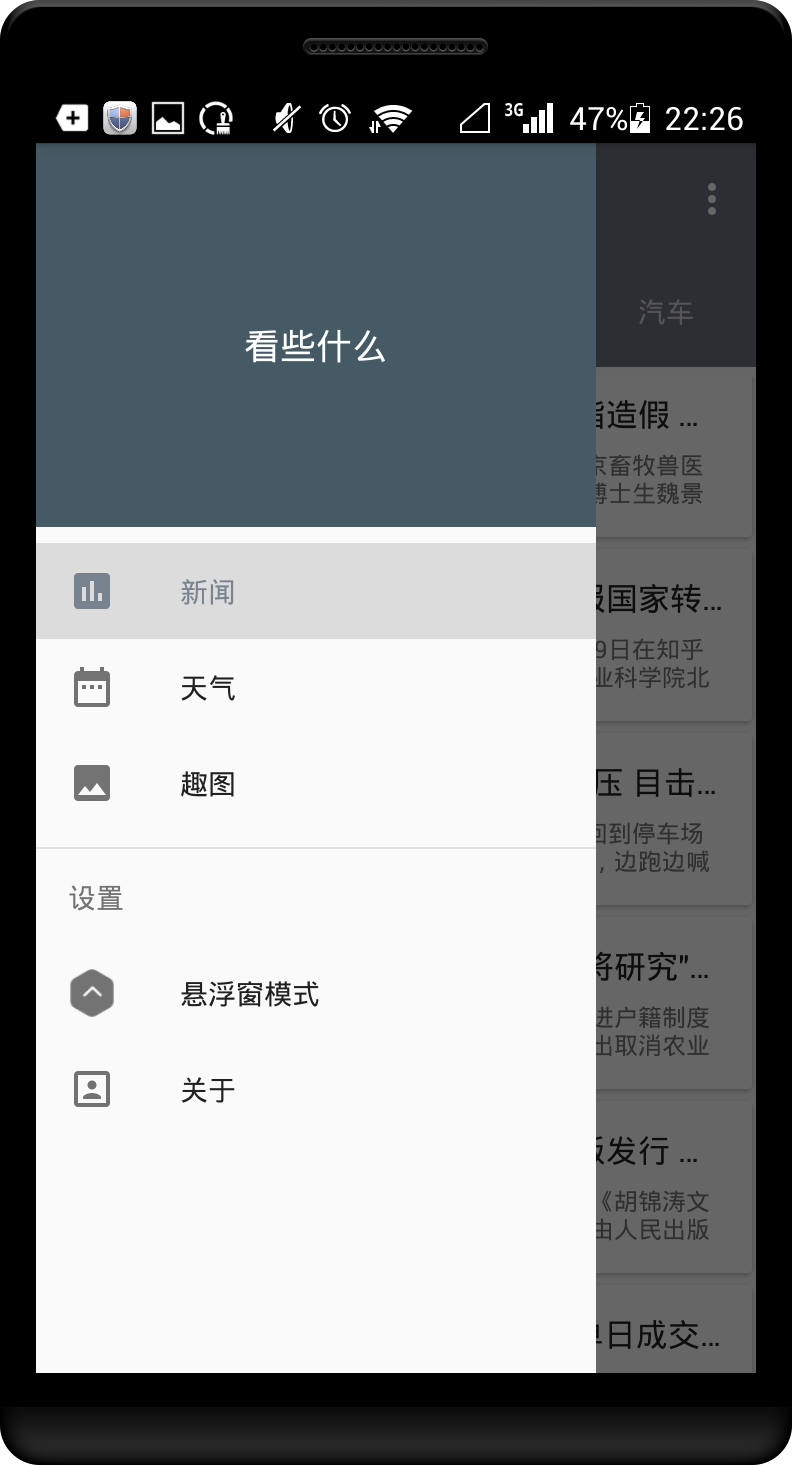 3G 47% 22:26
汽车
看些什么
造假 ...
畜牧兽医
士生魏景
新闻
国家转...
9日在知乎
天气
业科学院北
趣图
压 目击...
回到停车场
，边跑边喊
设置
将研究"...
悬浮窗模式
进户籍制度
出取消农业
关于
发行 ...
《胡锦涛文
由人民出版
日成交...